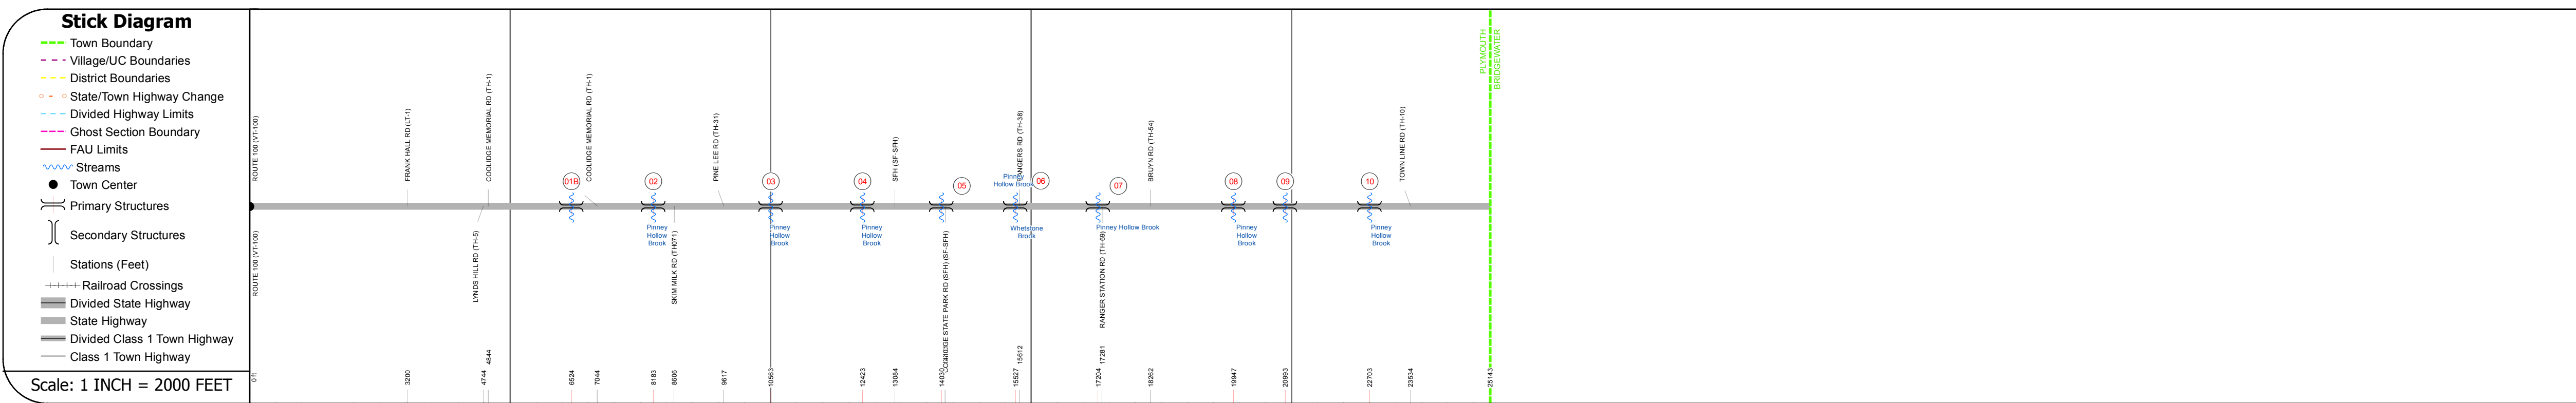 Stick Diagram
Town Boundary
Village/UC Boundaries
District Boundaries
State/Town Highway Change
Divided Highway Limits
Ghost Section Boundary
FAU Limits
Streams
Town Center
Primary Structures
Secondary Structures
Stations (Feet)
Railroad Crossings
Divided State Highway
State Highway
Divided Class 1 Town Highway
Class 1 Town Highway
Scale: 1 INCH = 2000 FEET
ROUTE 100 (VT-100)
FRANK HALL RD (LT-1)
COOLIDGE MEMORIAL RD (TH-1)
COOLIDGE MEMORIAL RD (TH-1)
PINE LEE RD (TH-31)
SFH (SF-SFH)
RD (TH-38)
BRUYN RD (TH-54)
TOWN LINE RD (TH-10)
PLYMOUTH
BRIDGEWATER
01B
02
03
04
05
Pinney
Hollow Brook
06
07
08
09
10
ROUTE 100 (VT-100)
LYNDS HILL RD (TH-5)
Pinney
Hollow
Brook
SKIM MILK RD (TH071)
Pinney
Hollow
Brook
Pinney
Hollow
Brook
STATE PARK RD (SFH) (SF-SFH)
Whetstone
Brook
Pinney Hollow Brook
RANGER STATION RD (TH-69)
Pinney
Hollow
Brook
Pinney
Hollow
Brook
0 ft
3200
4744
4844
6524
7044
8183
8606
9617
10563
12423
13084
14030
15527
15612
17204
17281
18262
19947
20993
22703
23534
25143